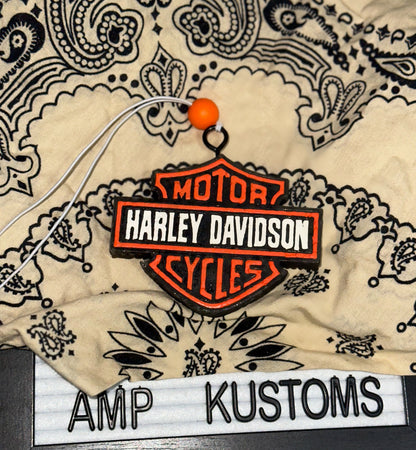 MOTOR
HARLEY DAVIDSON
CYCLES
AMP KUSTOMS